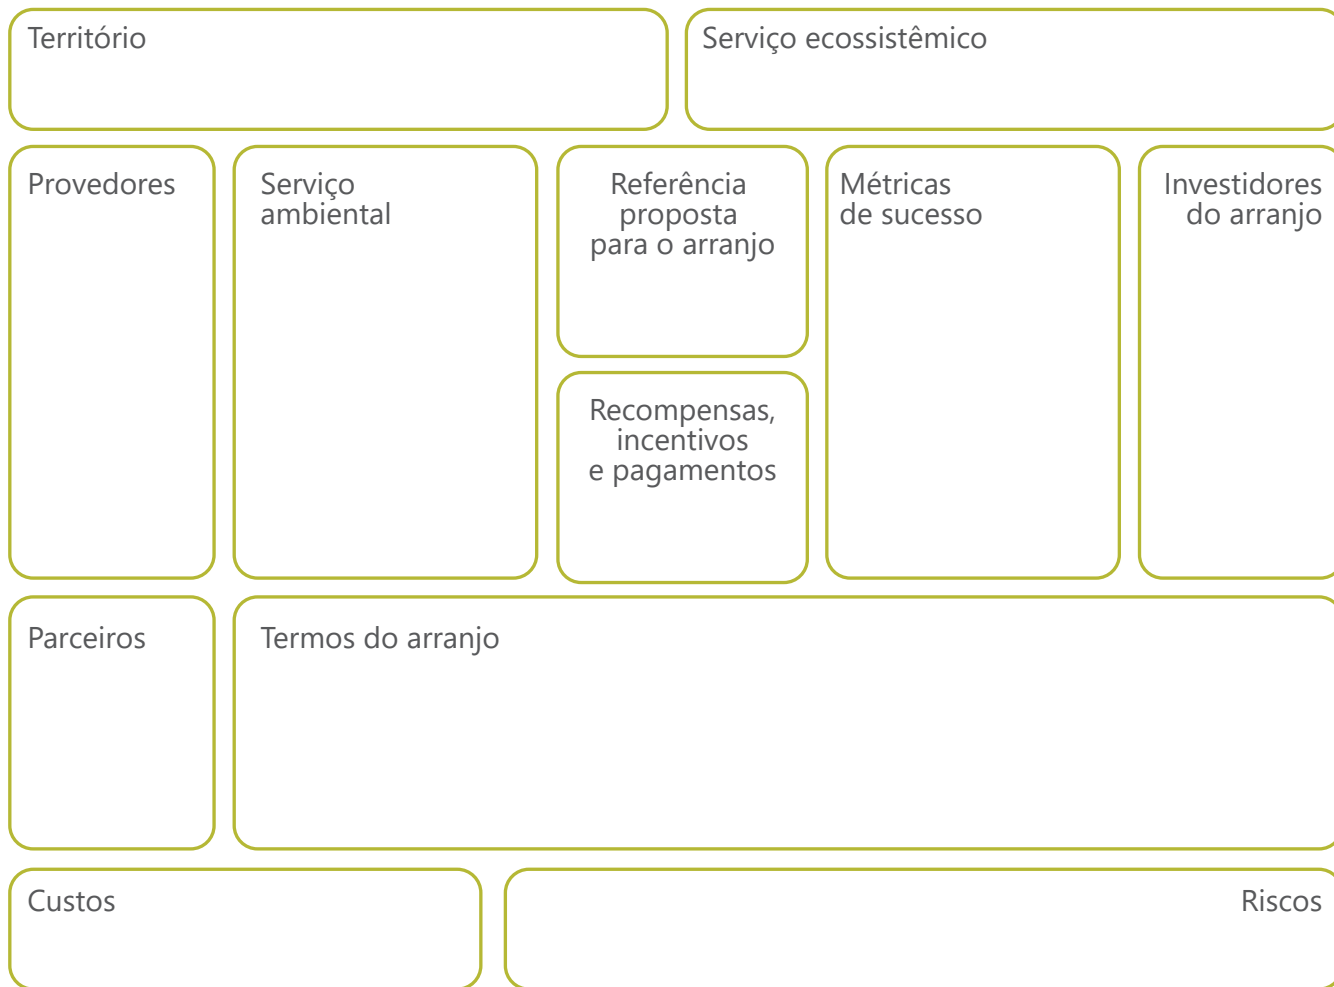 Território
Serviço ecossistêmico
Provedores
Serviço
ambiental
Referência
proposta
para o arranjo
Recompensas,
incentivos
e pagamentos
Métricas
de sucesso
Investidores
do arranjo
Parceiros
Termos do arranjo
Custos
Riscos